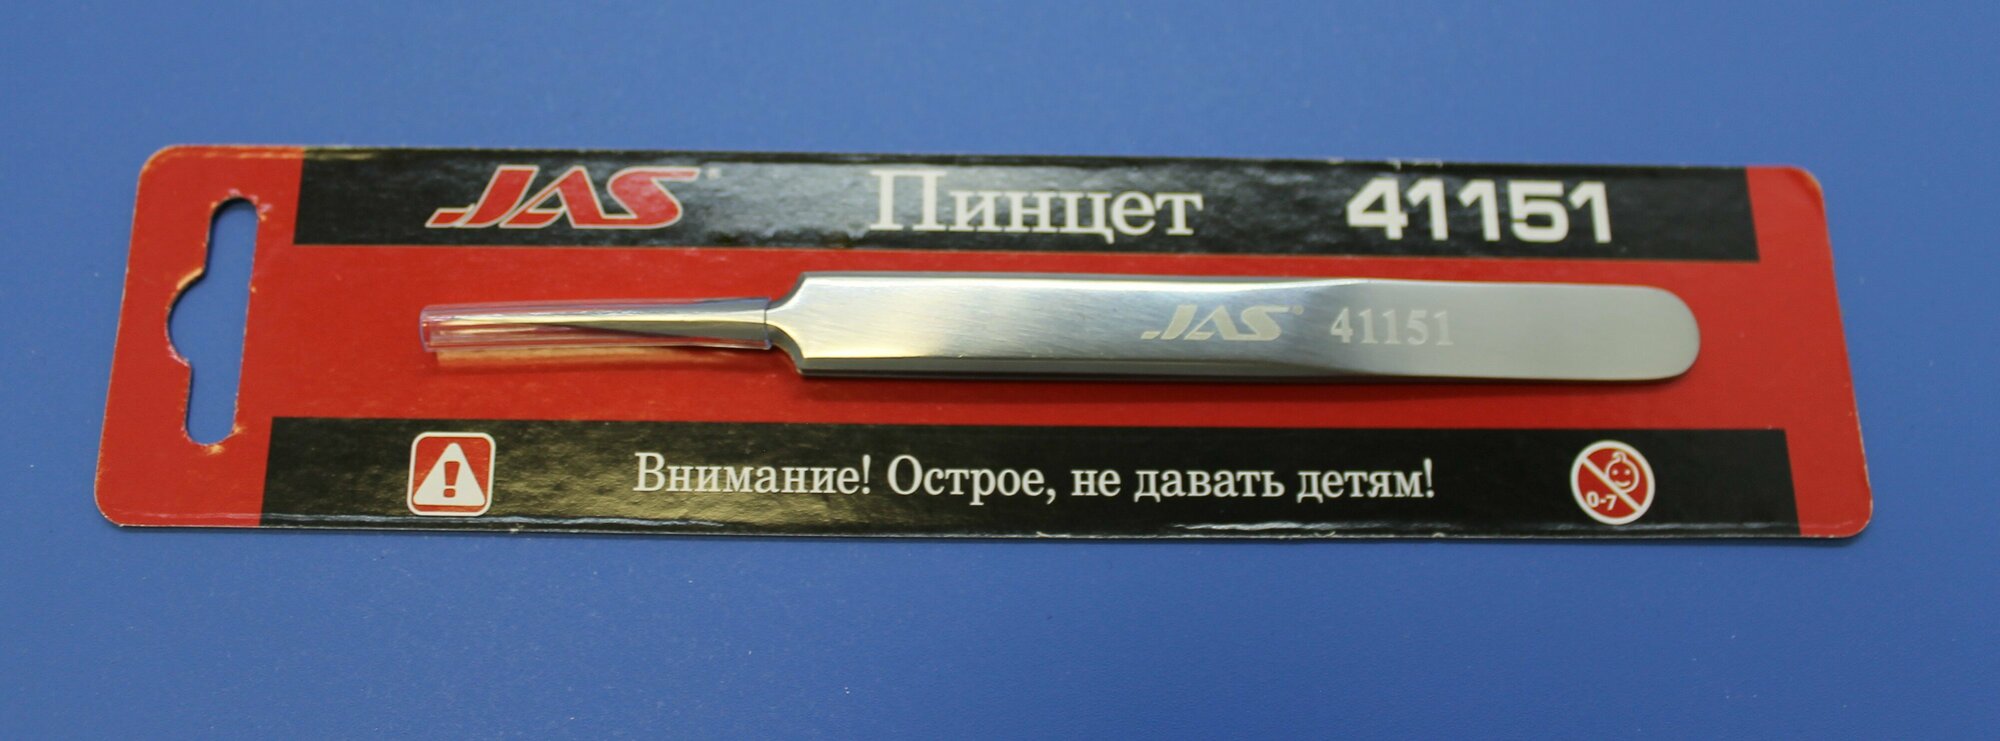 JAS® Пинцет 41151
JAS® 41151
Внимание! Острое, не давать детям!
0-7